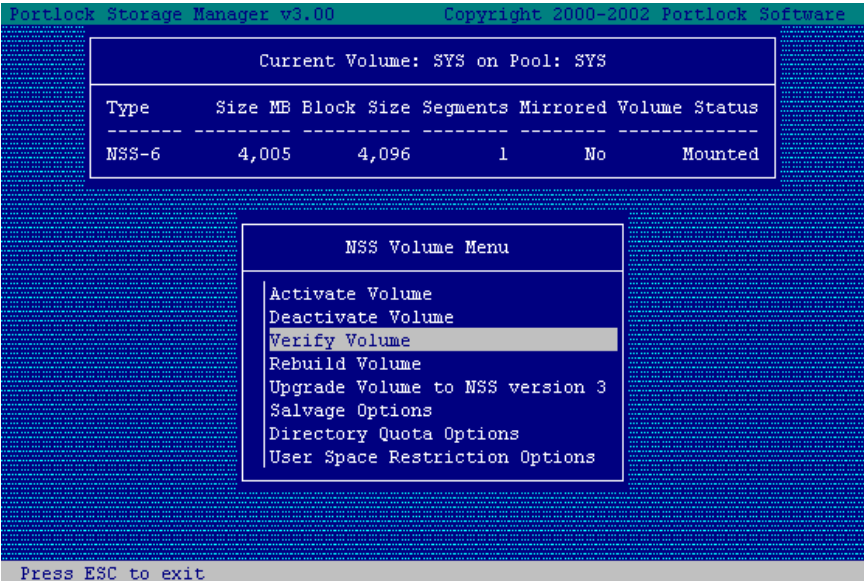 Portlock Storage Manager v3.00 Copyright 2000-2002 Portlock Software
Current Volume: SYS on Pool: SYS
Type Size MB Block Size Segments Mirrored Volume Status
------- --------- ---------- -------- -------- -------------
NSS-6 4,005 4,096 1 No Mounted
NSS Volume Menu
Activate Volume
Deactivate Volume
Verify Volume
Rebuild Volume
Upgrade Volume to NSS version 3
Salvage Options
Directory Quota Options
User Space Restriction Options
Press ESC to exit